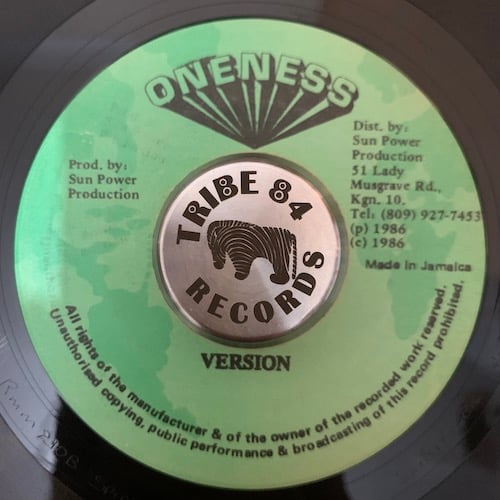 ONENESS
Prod. by:
Sun Power
Production
Dist. by:
Sun Power
Production
51 Lady
Musgrave Rd.,
Kgn. 10.
Tel: (809) 927-7453
(p) 1986
(c) 1986
Made in Jamaica
TRIBE 84
RECORDS
VERSION
All rights of the manufacturer & of the owner of the recorded work reserved.
Unauthorised copying, public performance & broadcasting of this record prohibited.